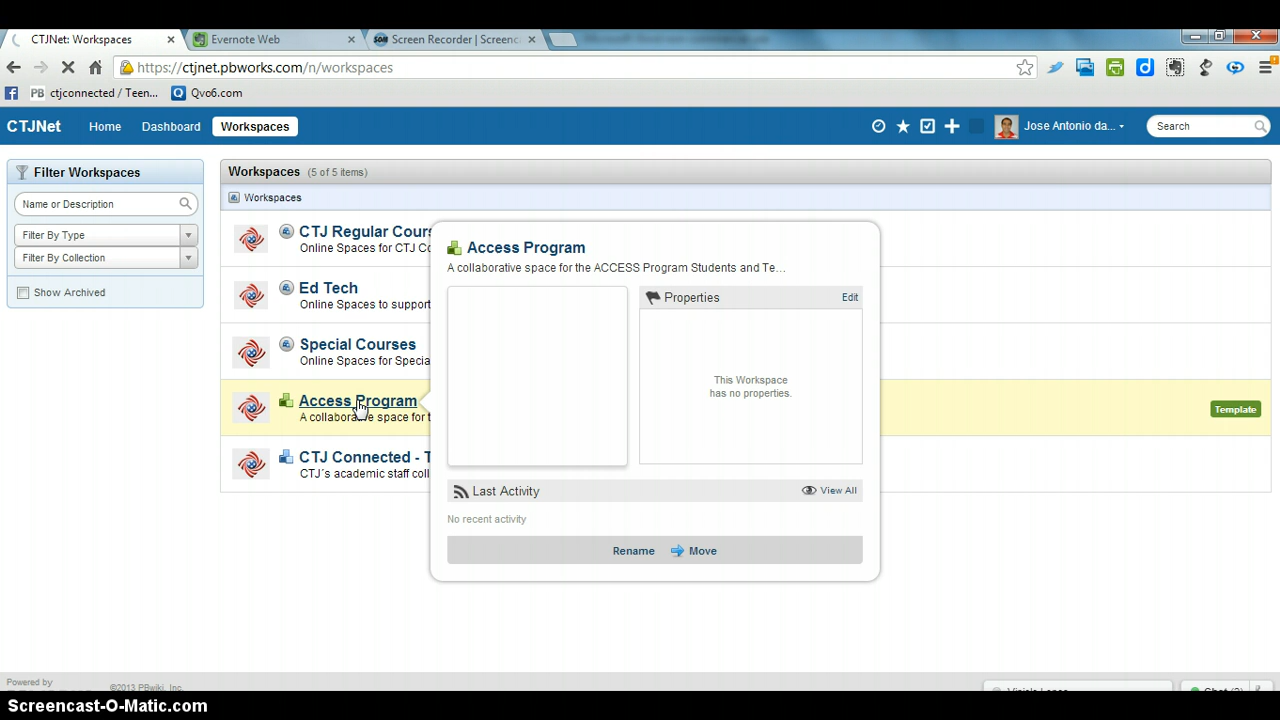 CTJNet: Workspaces
Evernote Web
Screen Recorder | Screenc
https://ctjnet.pbworks.com/n/workspaces
ctjconnected / Teen...
Qvo6.com
CTJNet Home Dashboard Workspaces
Jose Antonio da...
Search
Filter Workspaces
Name or Description
Filter By Type
Filter By Collection
Show Archived
Workspaces (5 of 5 items)
Workspaces
CTJ Regular Cours
Online Spaces for CTJ Co
Ed Tech
Online Spaces to support
Special Courses
Online Spaces for Specia
Access Program
A collaborative space for t
Template
CTJ Connected - T
CTJ´s academic staff coll
Access Program
A collaborative space for the ACCESS Program Students and Te...
Properties Edit
This Workspace
has no properties.
Last Activity View All
No recent activity
Rename Move
Powered by
©2013 PBwiki, Inc.
Screencast-O-Matic.com